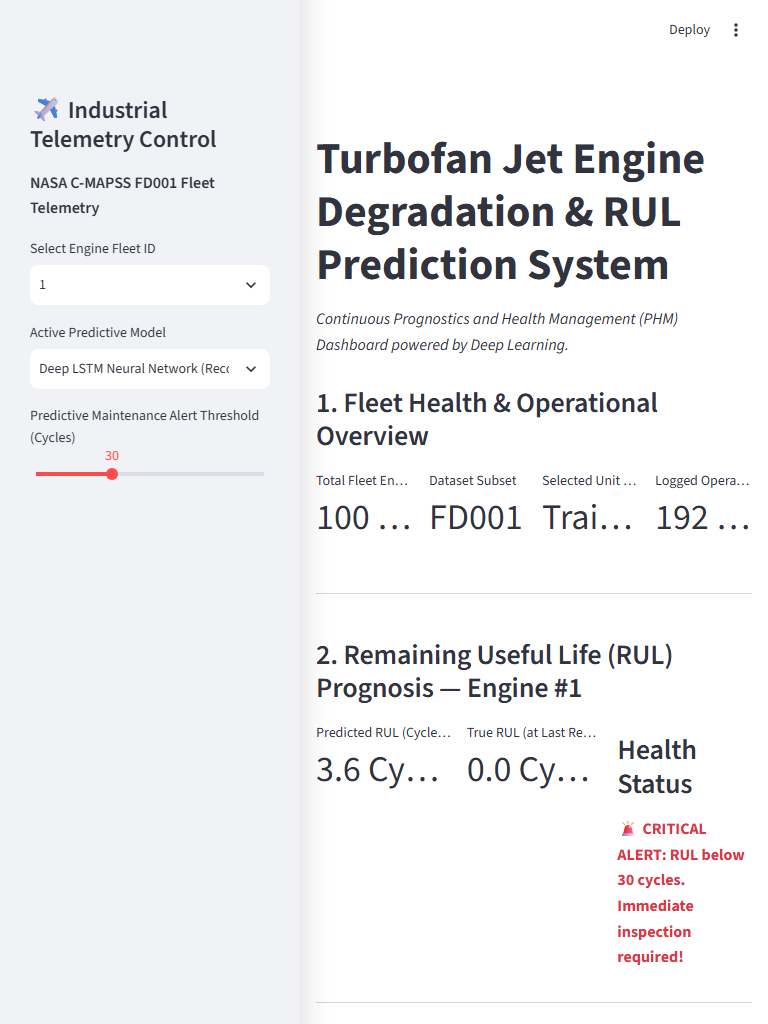 Deploy
✈️ Industrial
Telemetry Control
NASA C-MAPSS FD001 Fleet
Telemetry
Select Engine Fleet ID
1
Active Predictive Model
Deep LSTM Neural Network (Rec
Predictive Maintenance Alert Threshold
(Cycles)
30
Turbofan Jet Engine
Degradation & RUL
Prediction System
Continuous Prognostics and Health Management (PHM)
Dashboard powered by Deep Learning.
1. Fleet Health & Operational
Overview
Total Fleet En…
100 …
Dataset Subset
FD001
Selected Unit …
Trai…
Logged Opera…
192 …
2. Remaining Useful Life (RUL)
Prognosis — Engine #1
Predicted RUL (Cycle…
3.6 Cy…
True RUL (at Last Re…
0.0 Cy…
Health
Status
🚨 CRITICAL
ALERT: RUL below
30 cycles.
Immediate
inspection
required!